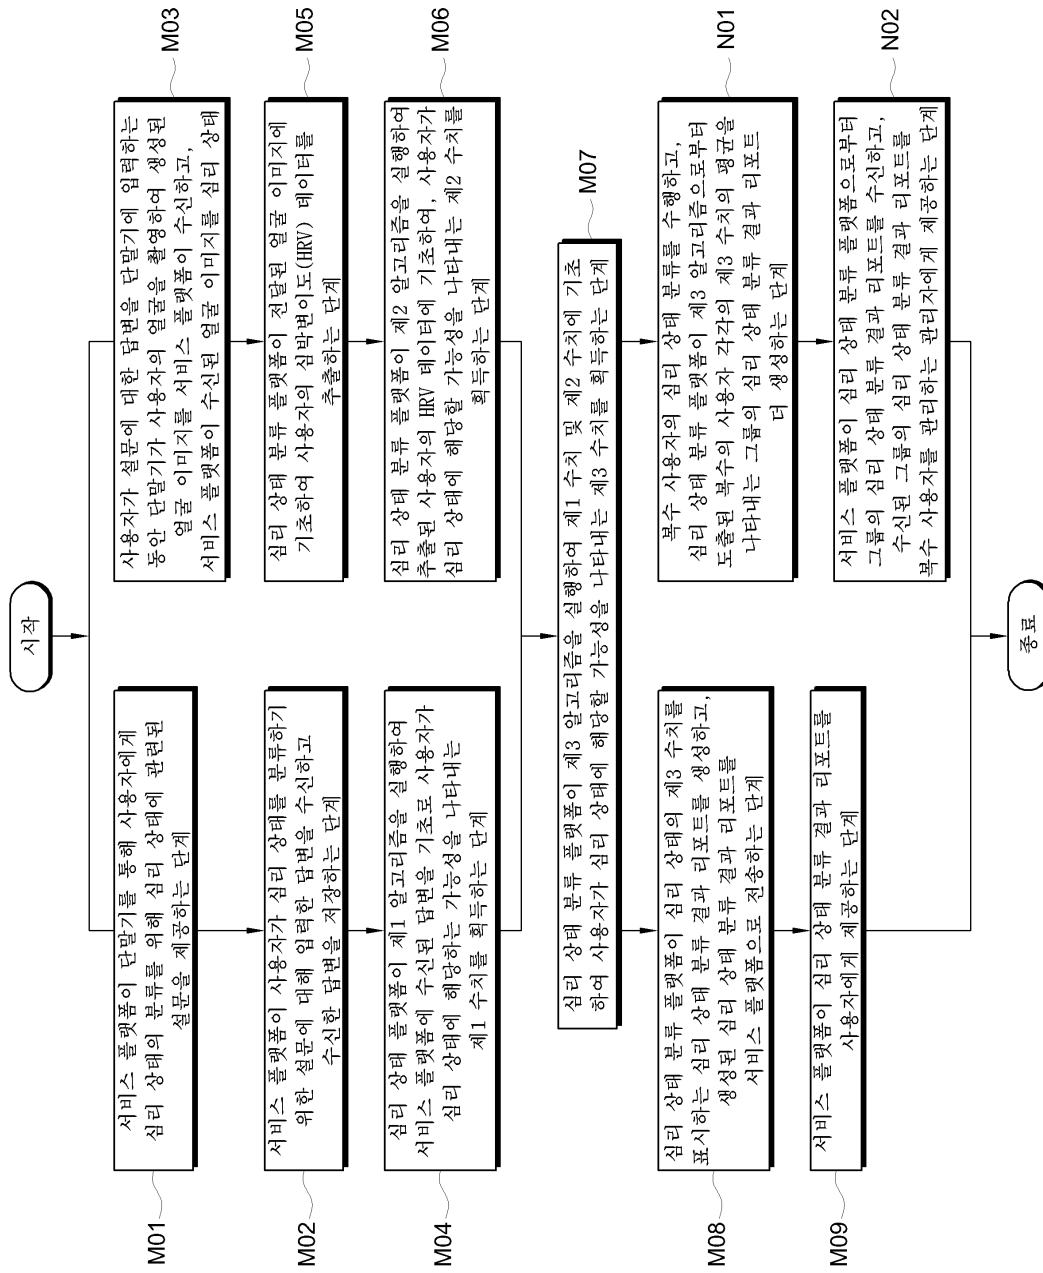 시작
M01
서비스 플랫폼이 단말기를 통해 사용자에게
심리 상태의 분류를 위해 심리 상태에 관련된
설문을 제공하는 단계
M03
사용자가 설문에 대한 답변을 단말기에 입력하는
동안 단말기가 사용자의 얼굴을 촬영하여 생성된
얼굴 이미지를 서비스 플랫폼이 수신하고,
서비스 플랫폼이 수신된 얼굴 이미지를 심리 상태
M02
서비스 플랫폼이 사용자가 심리 상태를 분류하기
위한 설문에 대해 입력한 답변을 수신하고
수신한 답변을 저장하는 단계
M05
심리 상태 분류 플랫폼이 전달된 얼굴 이미지에
기초하여 사용자의 심박변이도(HRV) 데이터를
추출하는 단계
M04
심리 상태 플랫폼이 제1 알고리즘을 실행하여
서비스 플랫폼에 수신된 답변을 기초로 사용자가
심리 상태에 해당하는 가능성을 나타내는
제1 수치를 획득하는 단계
M06
심리 상태 분류 플랫폼이 제2 알고리즘을 실행하여
추출된 사용자의 HRV 데이터에 기초하여, 사용자가
심리 상태에 해당할 가능성을 나타내는 제2 수치를
획득하는 단계
M07
심리 상태 분류 플랫폼이 제3 알고리즘을 실행하여 제1 수치 및 제2 수치에 기초
하여 사용자가 심리 상태에 해당할 가능성을 나타내는 제3 수치를 획득하는 단계
M08
심리 상태 분류 플랫폼이 심리 상태의 제3 수치를
표시하는 심리 상태 분류 결과 리포트를 생성하고,
생성된 심리 상태 분류 결과 리포트를
서비스 플랫폼으로 전송하는 단계
N01
복수 사용자의 심리 상태 분류를 수행하고,
심리 상태 분류 플랫폼이 제3 알고리즘으로부터
도출된 복수의 사용자 각각의 제3 수치의 평균을
나타내는 그룹의 심리 상태 분류 결과 리포트
더 생성하는 단계
M09
서비스 플랫폼이 심리 상태 분류 결과 리포트를
사용자에게 제공하는 단계
N02
서비스 플랫폼이 심리 상태 분류 플랫폼으로부터
그룹의 심리 상태 분류 결과 리포트를 수신하고,
수신된 그룹의 심리 상태 분류 결과 리포트를
복수 사용자를 관리하는 관리자에게 제공하는 단계
종료